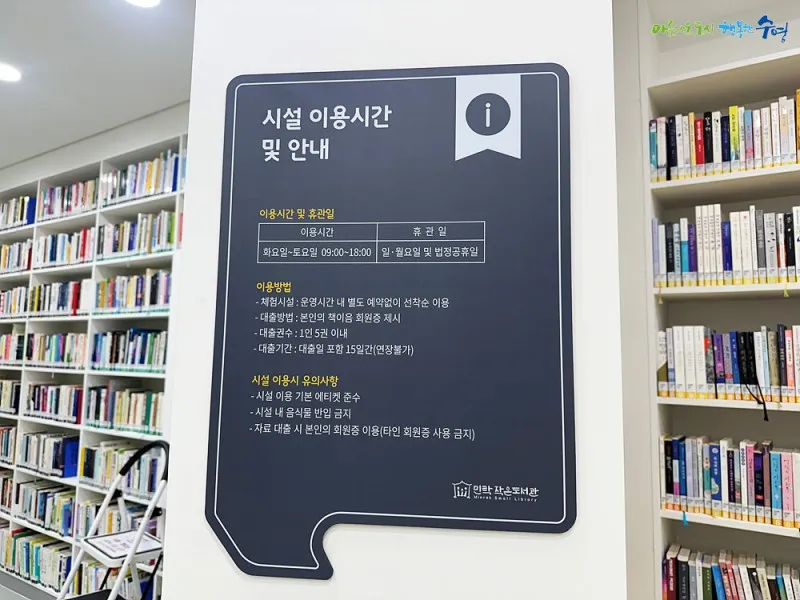 시설 이용시간
및 안내
이용시간 및 휴관일
이용시간 휴 관 일
화요일~토요일 09:00~18:00 일·월요일 및 법정공휴일
이용방법
- 체험시설 : 운영시간 내 별도 예약없이 선착순 이용
- 대출방법 : 본인의 책이음 회원증 제시
- 대출권수 : 1인 5권 이내
- 대출기간 : 대출일 포함 15일간(연장불가)
시설 이용시 유의사항
- 시설 이용 기본 에티켓 준수
- 시설 내 음식물 반입 금지
- 자료 대출 시 본인의 회원증 이용(타인 회원증 사용 금지)
민락 작은도서관
Millak Small Library
행복한 수영